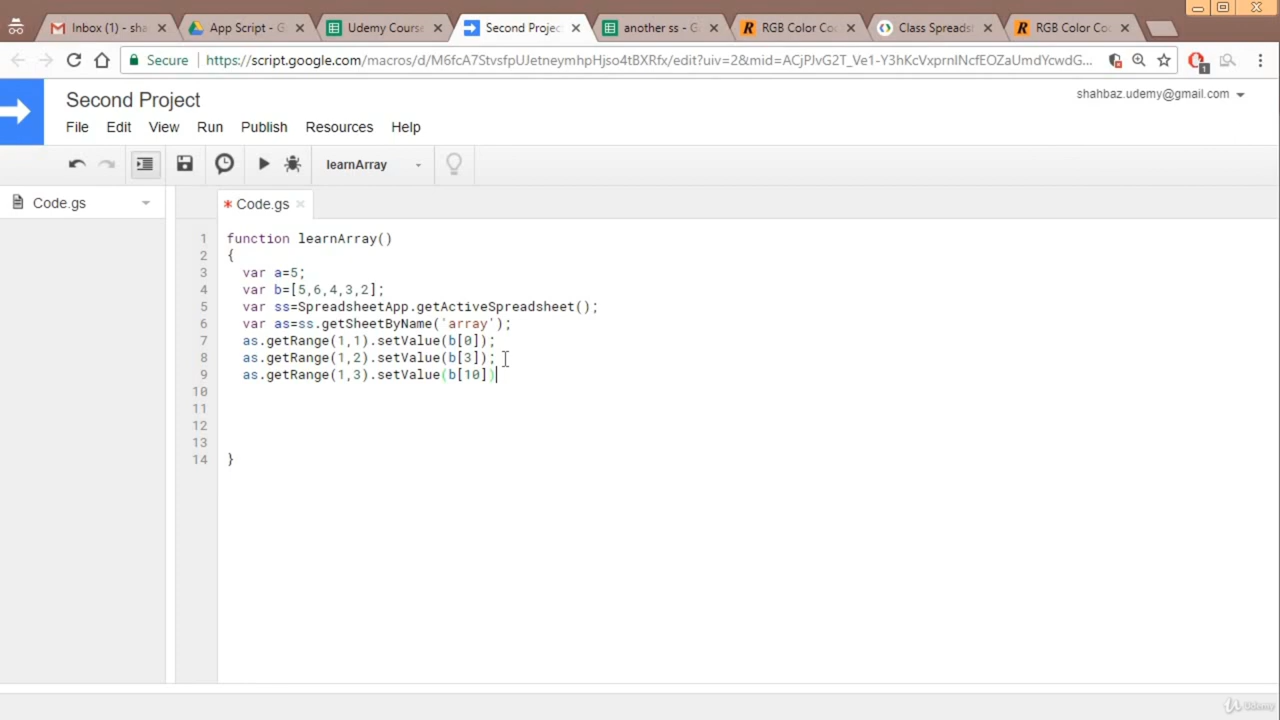 Inbox (1) - sha
App Script - G
Udemy Course
Second Projec
another ss - G
RGB Color Co
Class Spreads
RGB Color Co
Secure
https://script.google.com/macros/d/M6fcA7StvsfpUJetneymhpHjso4tBXRfx/edit?uiv=2&mid=ACjPJvG2T_Ve1-Y3hKcVxprnINcfEOZaUmdYcwdG...
1
Second Project
shahbaz.udemy@gmail.com
File Edit View Run Publish Resources Help
learnArray
Code.gs
* Code.gs
1 function learnArray()
2 {
3 var a=5;
4 var b=[5,6,4,3,2];
5 var ss=SpreadsheetApp.getActiveSpreadsheet();
6 var as=ss.getSheetByName('array');
7 as.getRange(1,1).setValue(b[0]);
8 as.getRange(1,2).setValue(b[3]);
9 as.getRange(1,3).setValue(b[10])
10
11
12
13
14 }
Udemy